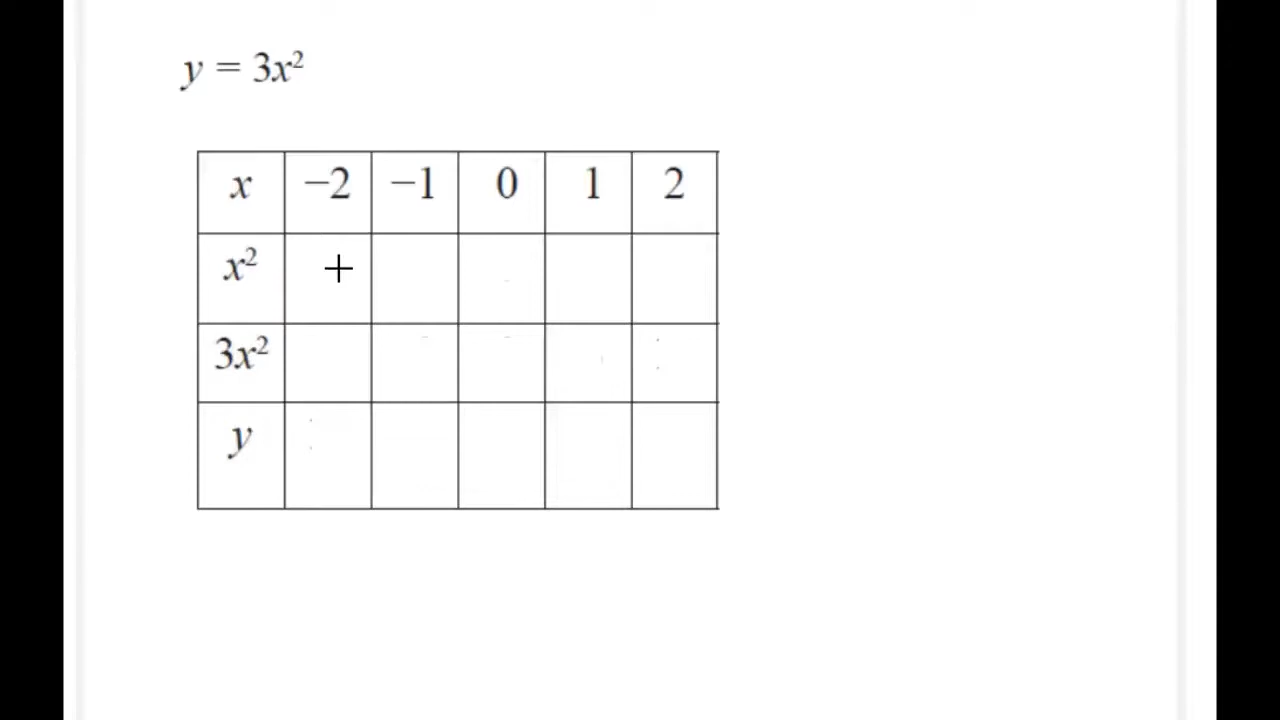 y = 3x²
x −2 −1 0 1 2
x²
3x²
y